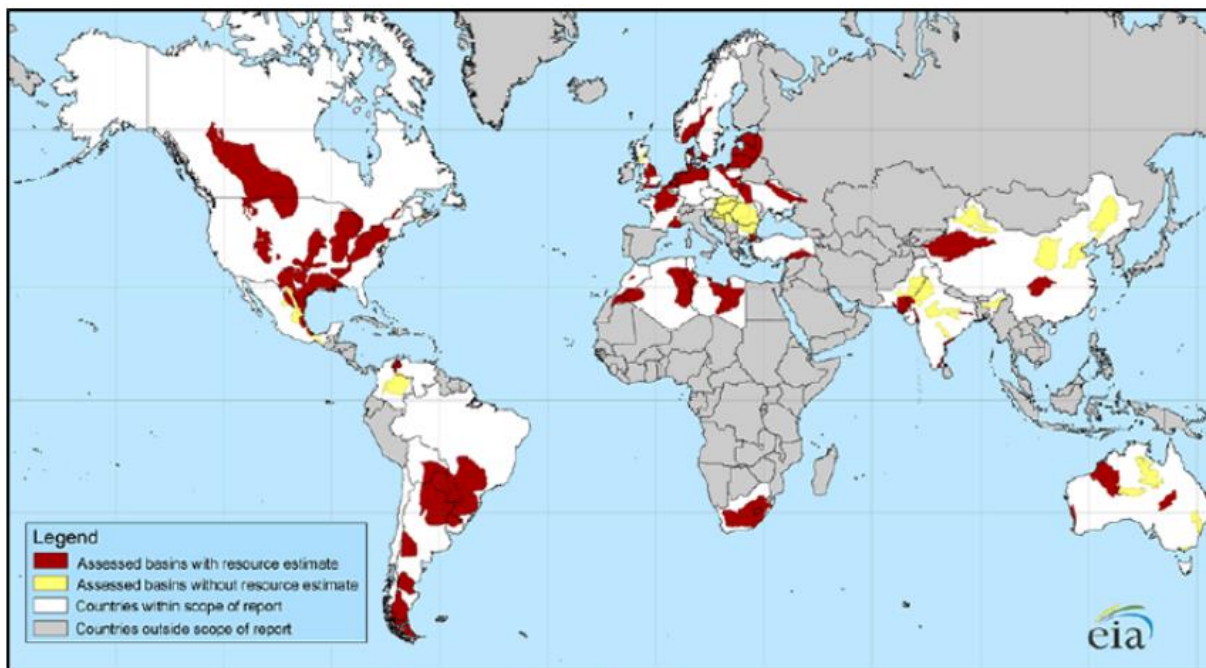 Legend
Assessed basins with resource estimate
Assessed basins without resource estimate
Countries within scope of report
Countries outside scope of report
eia